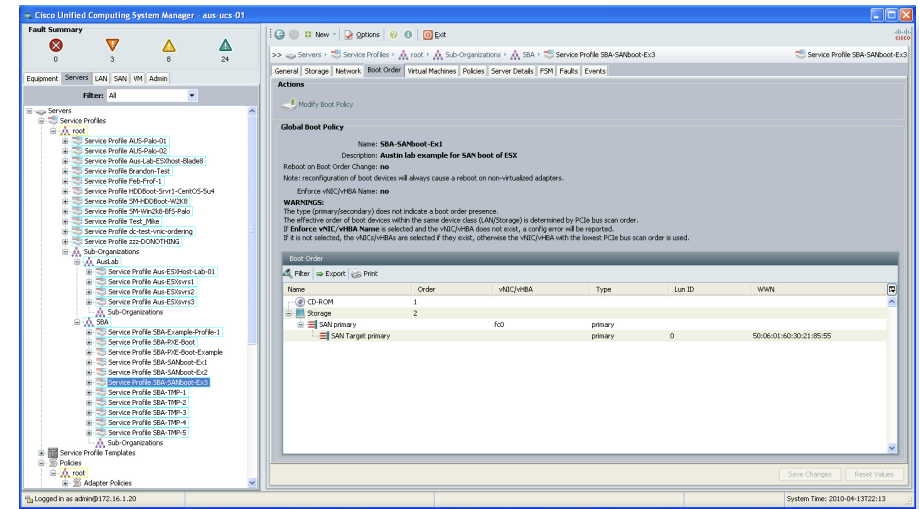 Cisco Unified Computing System Manager - aus-ucs-01
Fault Summary
0 3 8 24
Equipment Servers LAN SAN VM Admin
Filter: All
Servers
Service Profiles
root
Service Profile AUS-Palo-01
Service Profile AUS-Palo-02
Service Profile Aus-Lab-ESXhost-Blade8
Service Profile Brandon-Test
Service Profile Feb-Frof-1
Service Profile HDDBoot-Srvr1-CentOS-5u4
Service Profile SM-HDDBoot-W2K8
Service Profile SM-Win2k8-BFS-Palo
Service Profile Test_Mike
Service Profile dc-test-vnic-ordering
Service Profile zzz-DONOTHING
Sub-Organizations
AusLab
Service Profile Aus-ESXHost-Lab-01
Service Profile Aus-ESXsvrs1
Service Profile Aus-ESXsvrs2
Service Profile Aus-ESXsvrs3
Sub-Organizations
SBA
Service Profile SBA-Example-Profile-1
Service Profile SBA-PXE-Boot
Service Profile SBA-PXE-Boot-Example
Service Profile SBA-SANboot-Ex1
Service Profile SBA-SANboot-Ex2
Service Profile SBA-SANboot-Ex3
Service Profile SBA-TMP-1
Service Profile SBA-TMP-2
Service Profile SBA-TMP-3
Service Profile SBA-TMP-4
Service Profile SBA-TMP-5
Sub-Organizations
Service Profile Templates
Policies
root
Adapter Policies
New Options Exit
CISCO
>> Servers Service Profiles root Sub-Organizations SBA Service Profile SBA-SANboot-Ex3 Service Profile SBA-SANboot-Ex3
General Storage Network Boot Order Virtual Machines Policies Server Details FSM Faults Events
Actions
Modify Boot Policy
Global Boot Policy
Name: SBA-SANboot-Ex1
Description: Austin lab example for SAN boot of ESX
Reboot on Boot Order Change: no
Note: reconfiguration of boot devices will always cause a reboot on non-virtualized adapters.
Enforce vNIC/vHBA Name: no
WARNINGS:
The type (primary/secondary) does not indicate a boot order presence.
The effective order of boot devices within the same device class (LAN/Storage) is determined by PCIe bus scan order.
If Enforce vNIC/vHBA Name is selected and the vNIC/vHBA does not exist, a config error will be reported.
If it is not selected, the vNICs/vHBAs are selected if they exist, otherwise the vNIC/vHBA with the lowest PCIe bus scan order is used.
Boot Order
Filter Export Print
Name Order vNIC/vHBA Type Lun ID WWN
CD-ROM 1
Storage 2
SAN primary fc0 primary
SAN Target primary primary 0 50:06:01:60:30:21:85:55
Save Changes Reset Values
Logged in as admin@172.16.1.20
System Time: 2010-04-13T22:13